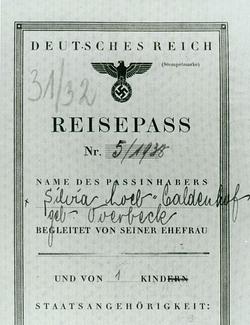 DEUTSCHES REICH
(Stempelmarke)
31/32
REISEPASS
Nr. 5/1938
NAME DES PASSINHABERS
Silvia Loeb-Caldenhof
geb. Overbeck
BEGLEITET VON SEINER EHEFRAU
UND VON 1 KINDERN
STAATSANGEHÖRIGKEIT: